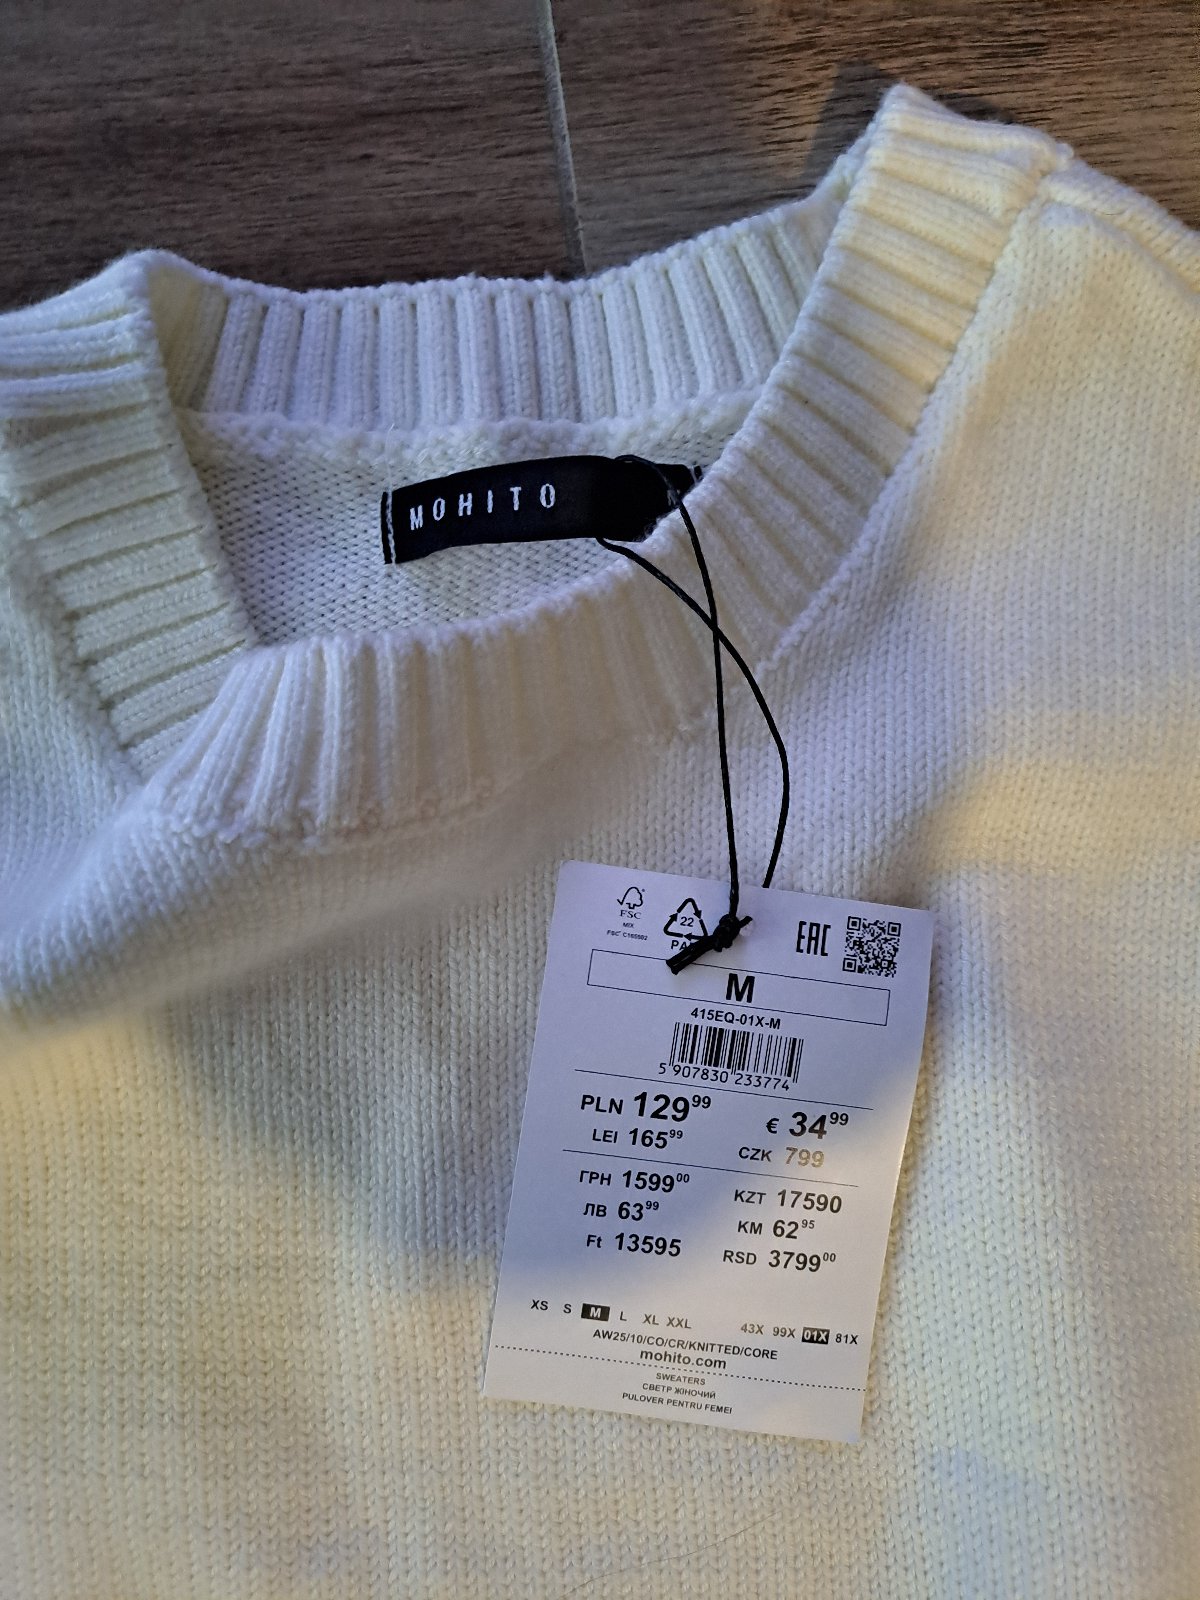 MOHITO
FSC
MIX
FSC® C166602
22
EAC
M
415EQ-01X-M
5 907830 233774
PLN 129 99
€ 34 99
LEI 165 99
CZK 799
ГРН 1599 00
KZT 17590
ЛВ 63 99
KM 62 95
Ft 13595
RSD 3799 00
XS S M L XL XXL 43X 99X 01X 81X
AW25/10/CO/CR/KNITTED/CORE
mohito.com
SWEATERS
СВЕТР ЖІНОЧИЙ
PULOVER PENTRU FEMEI